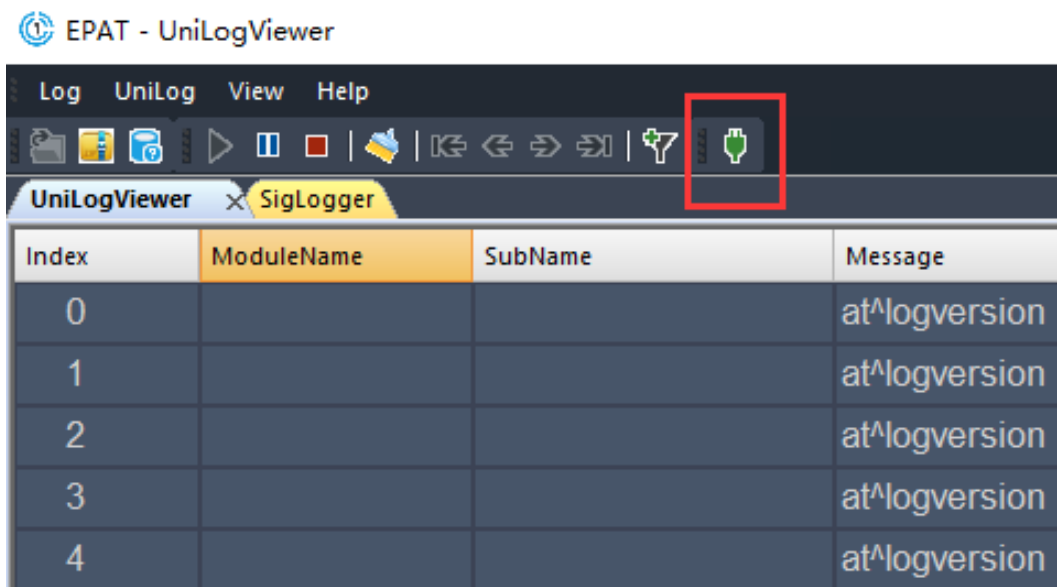 EPAT - UniLogViewer
Log UniLog View Help
UniLogViewer SigLogger
Index ModuleName SubName Message
0 at^logversion
1 at^logversion
2 at^logversion
3 at^logversion
4 at^logversion